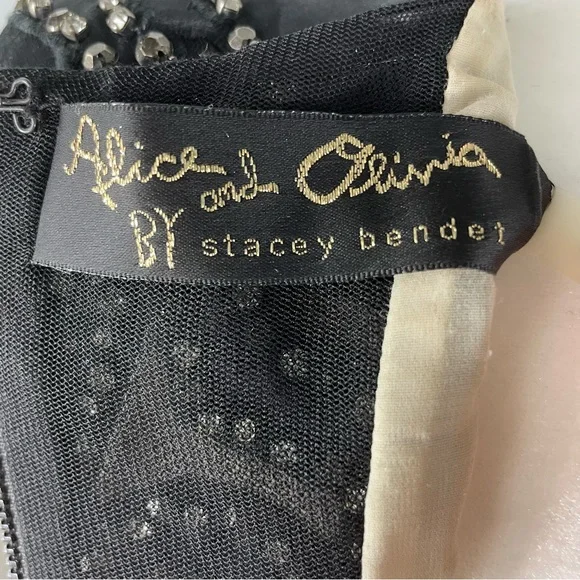 Alice and Olivia
BY stacey bendet